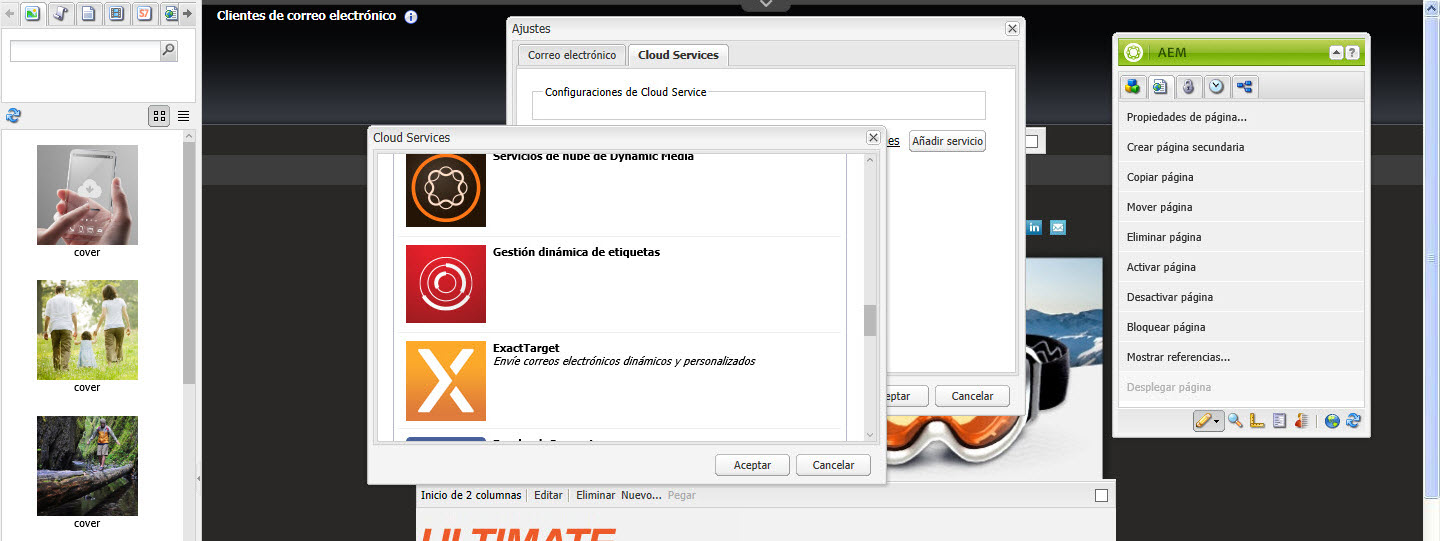 Clientes de correo electrónico
Ajustes
Correo electrónico
Cloud Services
Configuraciones de Cloud Service
es
Añadir servicio
Cloud Services
Servicios de nube de Dynamic Media
Gestión dinámica de etiquetas
ExactTarget
Envíe correos electrónicos dinámicos y personalizados
Aceptar
Cancelar
eptar
Cancelar
cover
cover
cover
S7
AEM
?
Propiedades de página...
Crear página secundaria
Copiar página
Mover página
Eliminar página
Activar página
Desactivar página
Bloquear página
Mostrar referencias...
Desplegar página
in
Inicio de 2 columnas
Editar
Eliminar
Nuevo...
Pegar
ULTIMATE